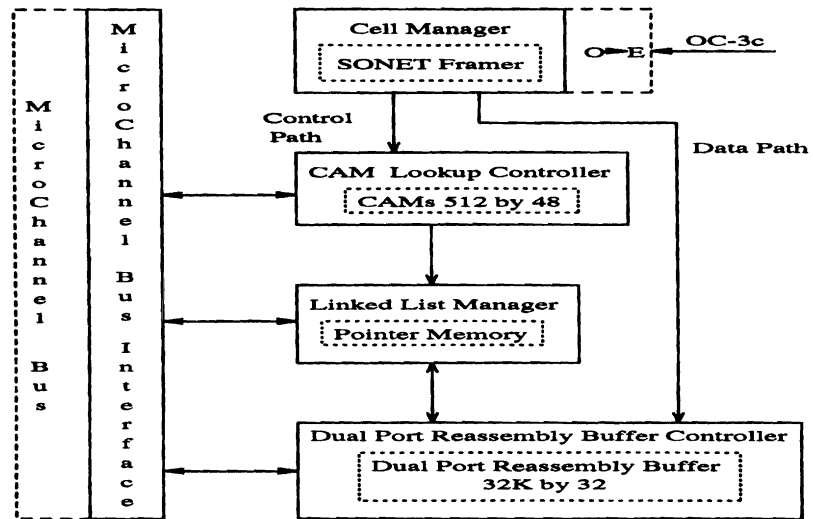 MicroChannel Bus
MicroChannel Bus Interface
Cell Manager
SONET Framer
O E
OC-3c
Control
Path
Data Path
CAM Lookup Controller
CAMs 512 by 48
Linked List Manager
Pointer Memory
Dual Port Reassembly Buffer Controller
Dual Port Reassembly Buffer
32K by 32